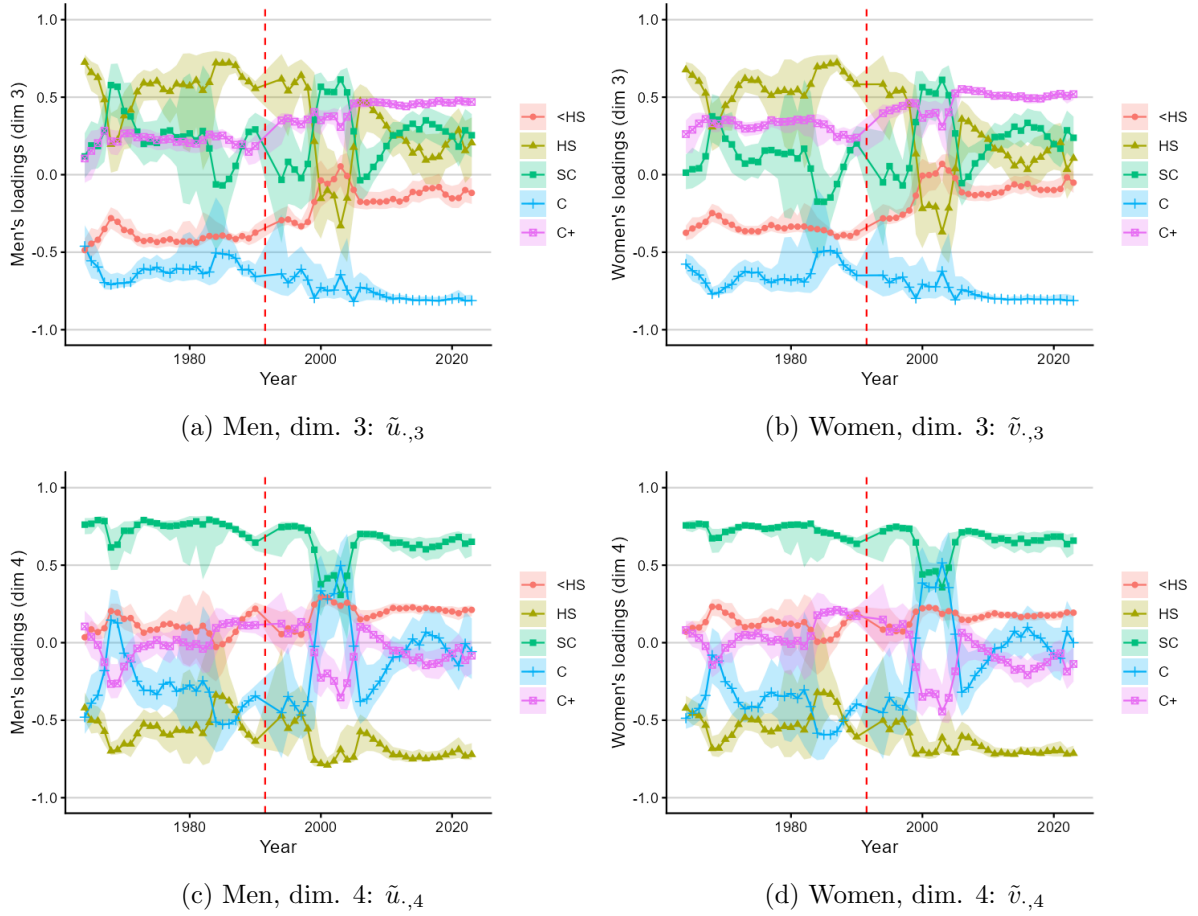 1.0
0.5
0.0
-0.5
-1.0
Men's loadings (dim 3)
1980
2000
2020
Year
<HS
HS
SC
C
C+
1.0
0.5
0.0
-0.5
-1.0
Women's loadings (dim 3)
1980
2000
2020
Year
<HS
HS
SC
C
C+
(a) Men, dim. 3: ũ·,3
(b) Women, dim. 3: ṽ·,3
1.0
0.5
0.0
-0.5
-1.0
Men's loadings (dim 4)
1980
2000
2020
Year
<HS
HS
SC
C
C+
1.0
0.5
0.0
-0.5
-1.0
Women's loadings (dim 4)
1980
2000
2020
Year
<HS
HS
SC
C
C+
(c) Men, dim. 4: ũ·,4
(d) Women, dim. 4: ṽ·,4